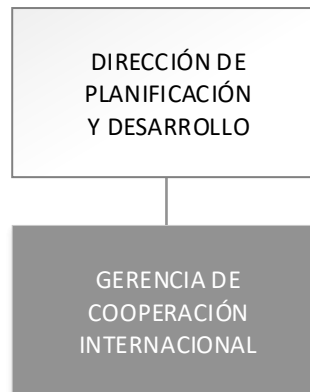 DIRECCIÓN DE
PLANIFICACIÓN
Y DESARROLLO
GERENCIA DE
COOPERACIÓN
INTERNACIONAL